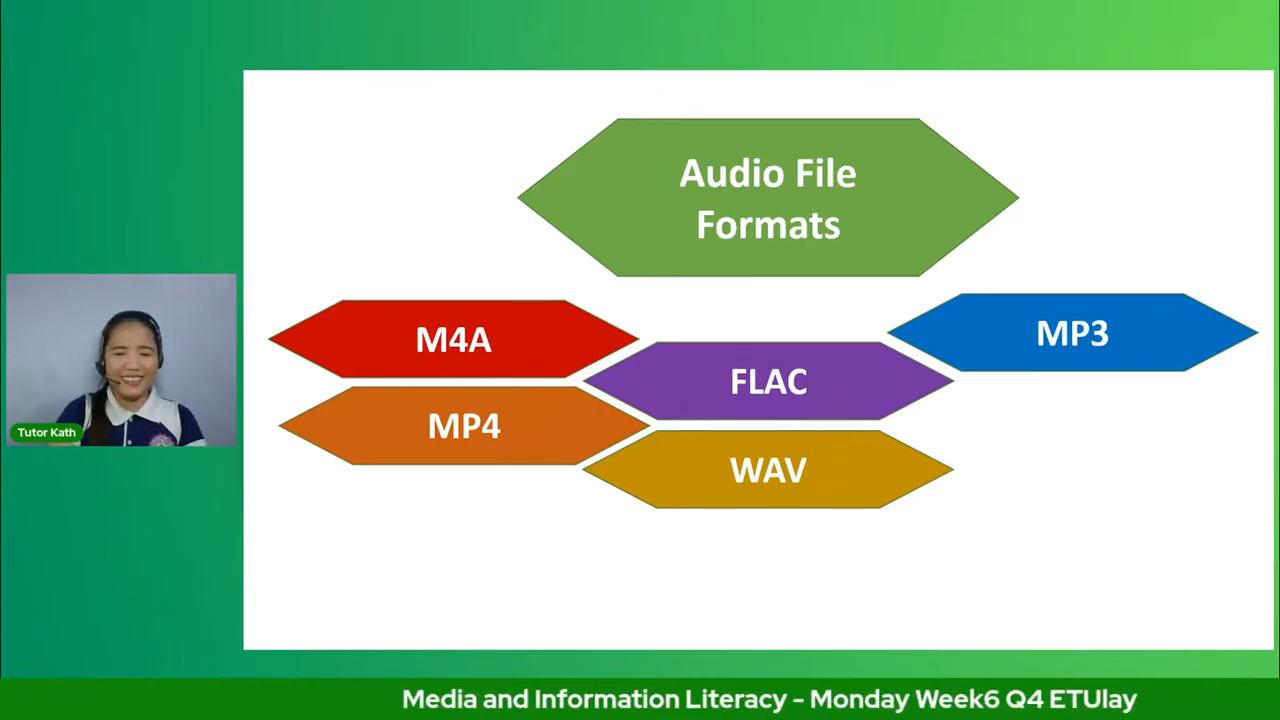 Audio File
Formats
M4A
MP3
FLAC
MP4
WAV
Tutor Kath
Media and Information Literacy - Monday Week6 Q4 ETUlay